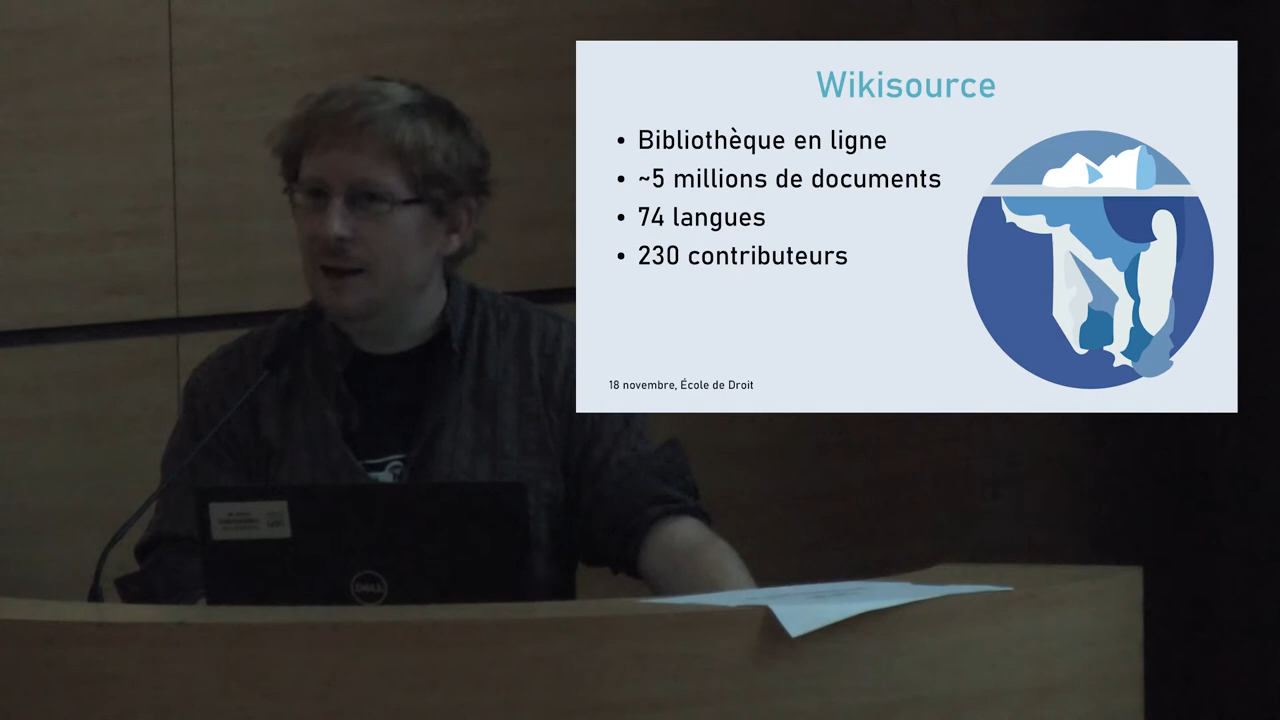 Wikisource
• Bibliothèque en ligne
• ~5 millions de documents
• 74 langues
• 230 contributeurs
18 novembre, École de Droit
DELL